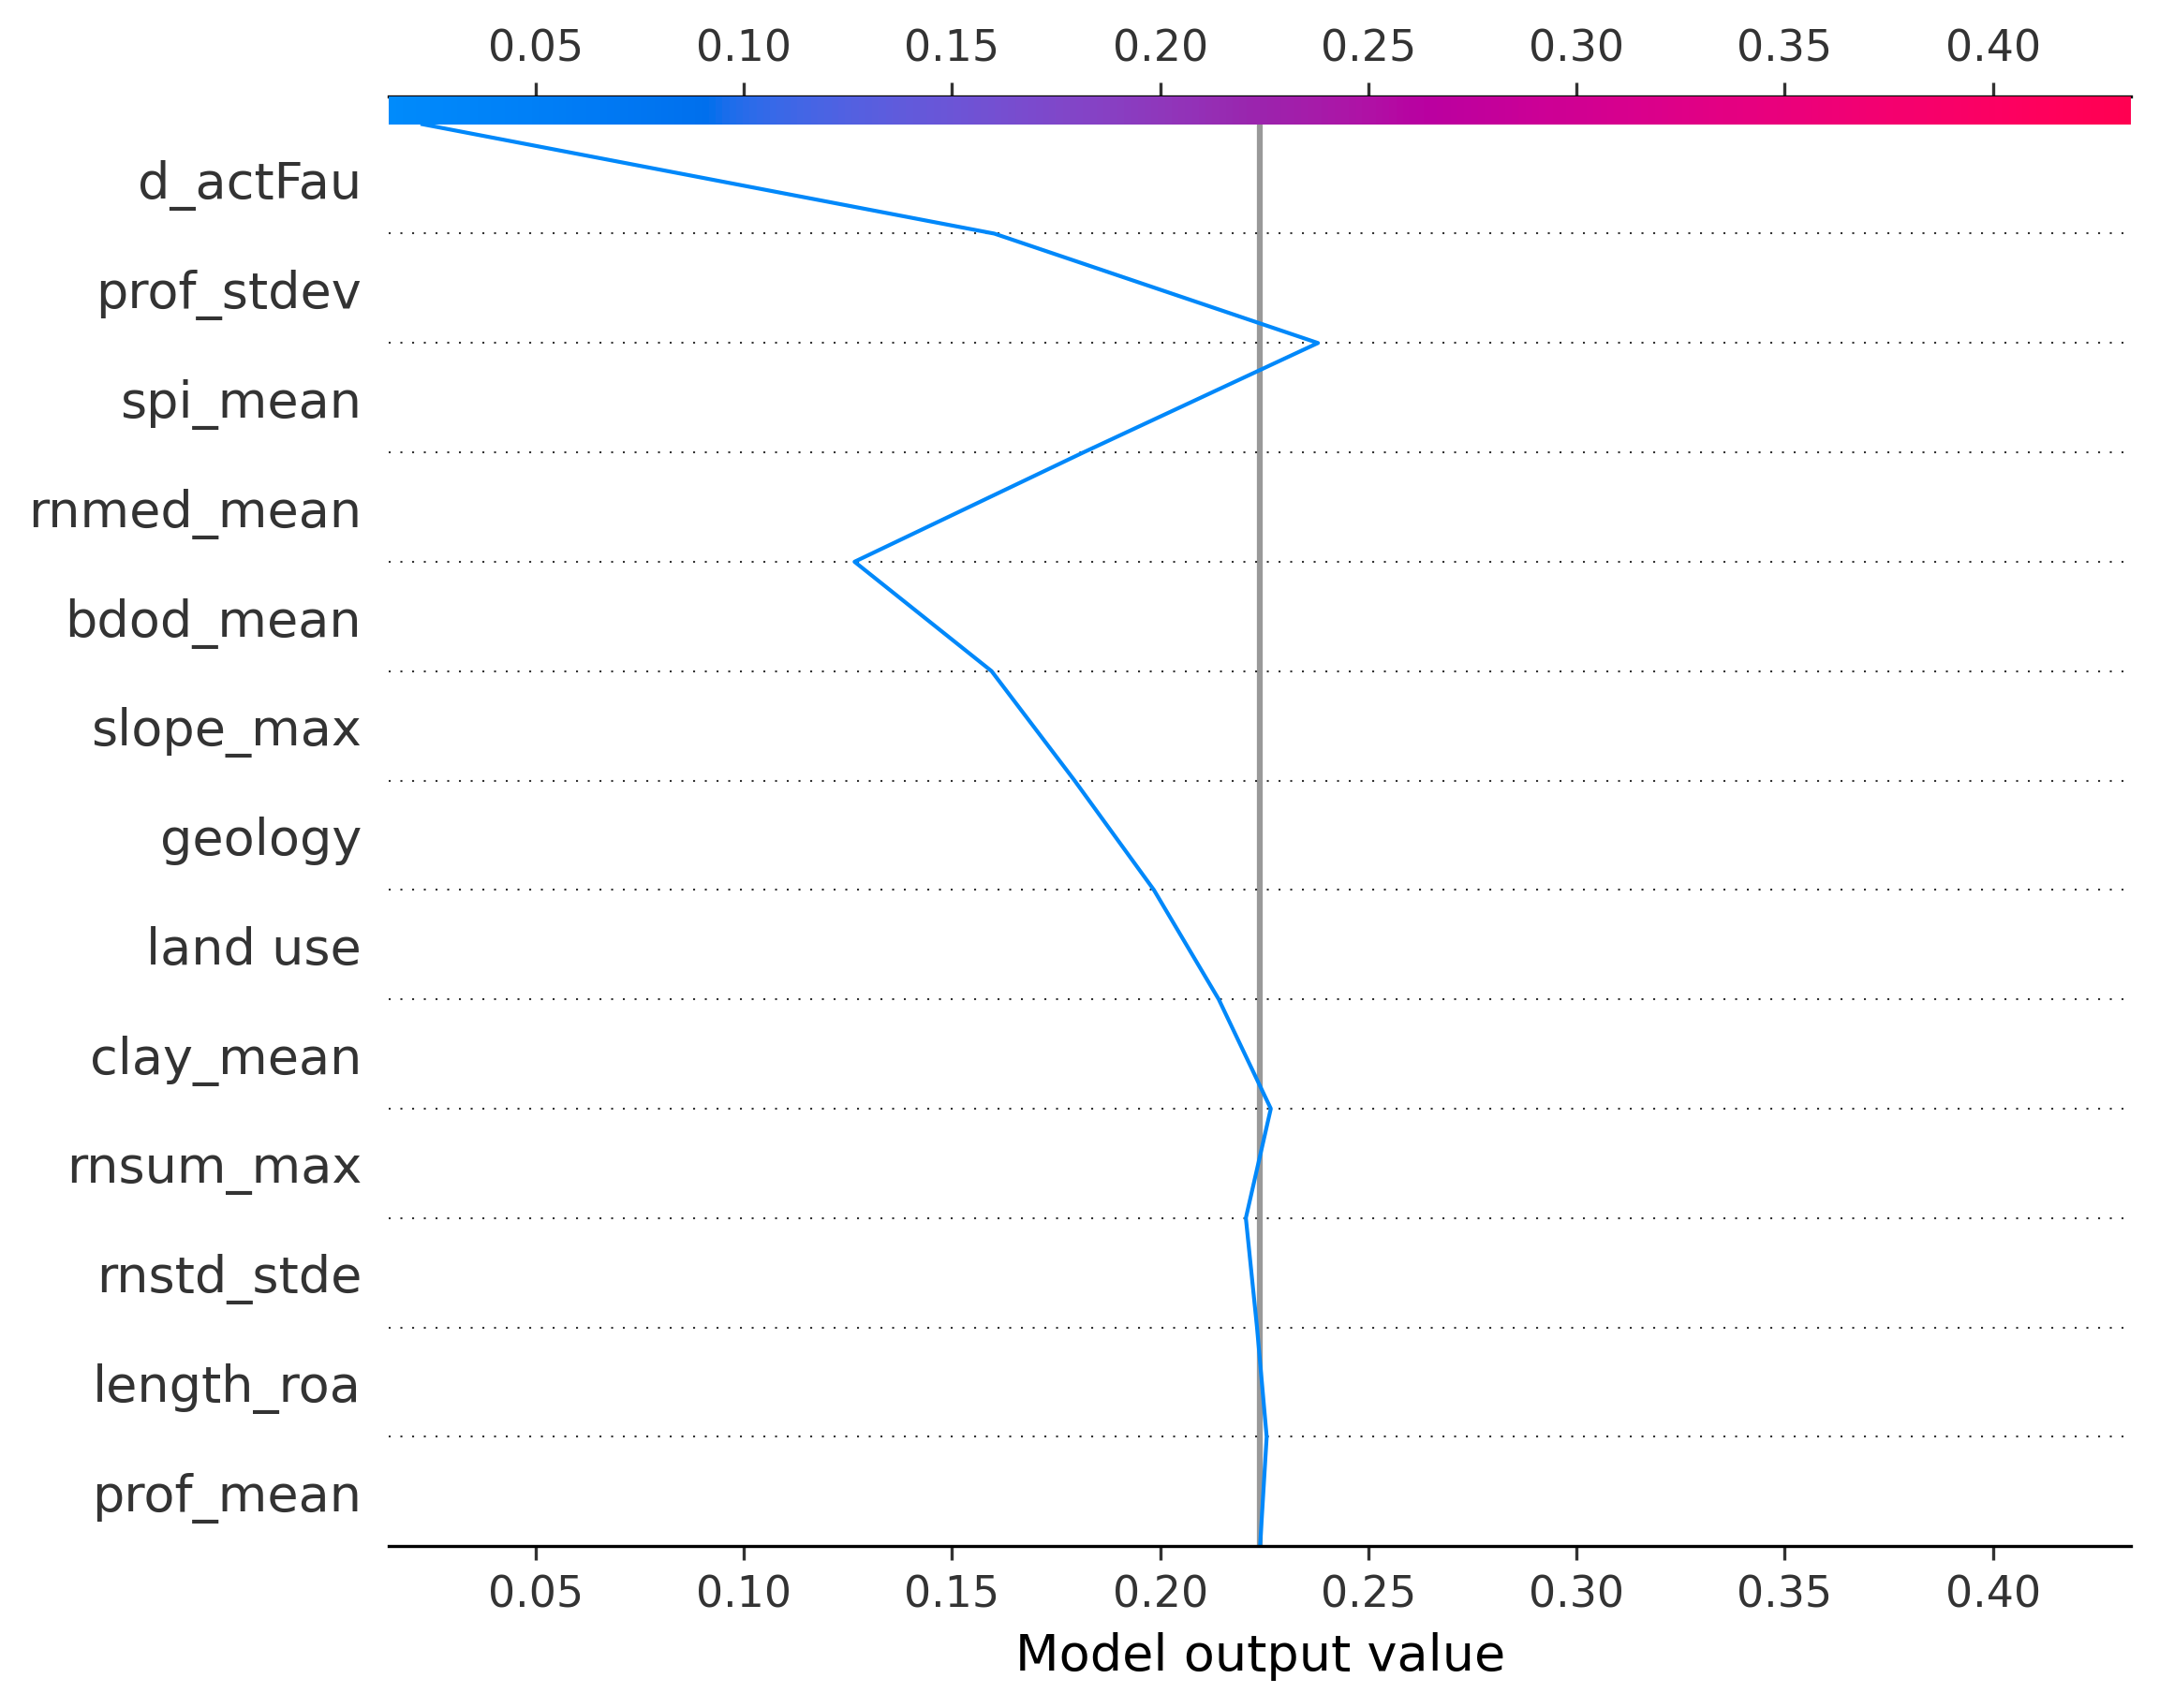 0.05 0.10 0.15 0.20 0.25 0.30 0.35 0.40
d_actFau
prof_stdev
spi_mean
rnmed_mean
bdod_mean
slope_max
geology
land use
clay_mean
rnsum_max
rnstd_stde
length_roa
prof_mean
0.05 0.10 0.15 0.20 0.25 0.30 0.35 0.40
Model output value